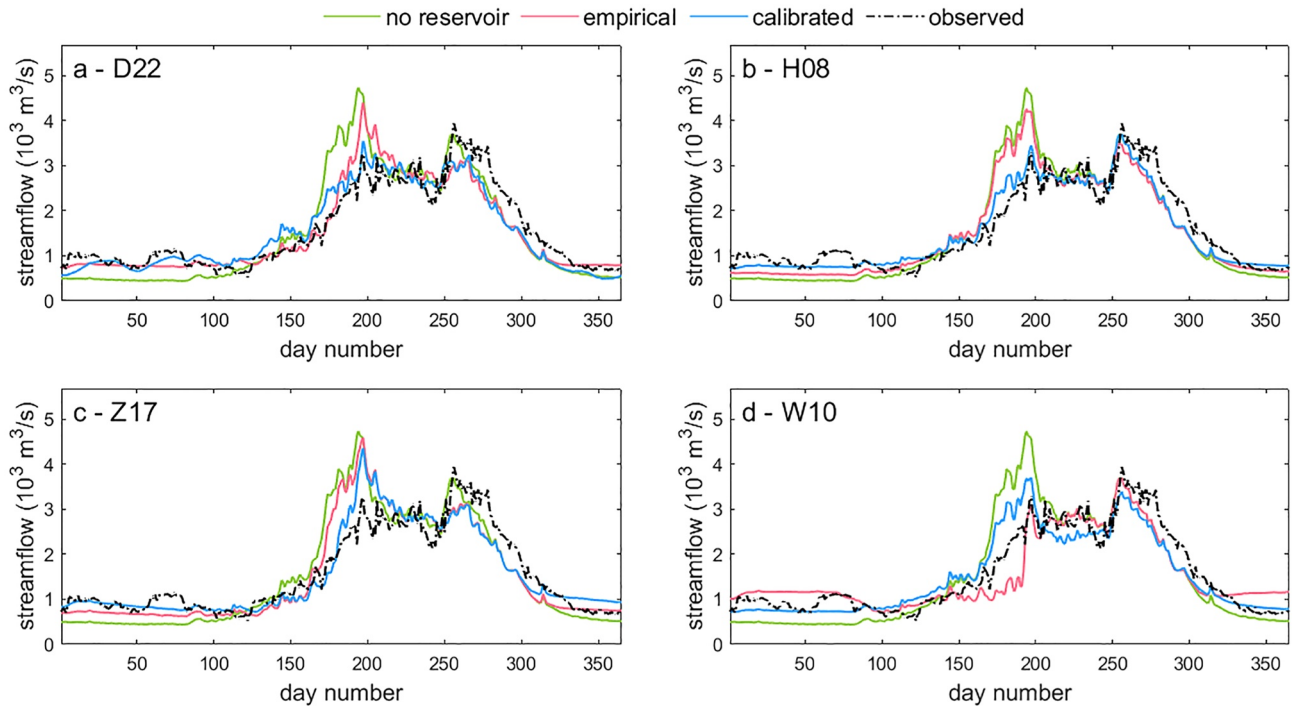 no reservoir empirical calibrated observed
a - D22
streamflow (10³ m³/s)
5
4
3
2
1
0
50 100 150 200 250 300 350
day number
b - H08
streamflow (10³ m³/s)
5
4
3
2
1
0
50 100 150 200 250 300 350
day number
c - Z17
streamflow (10³ m³/s)
5
4
3
2
1
0
50 100 150 200 250 300 350
day number
d - W10
streamflow (10³ m³/s)
5
4
3
2
1
0
50 100 150 200 250 300 350
day number